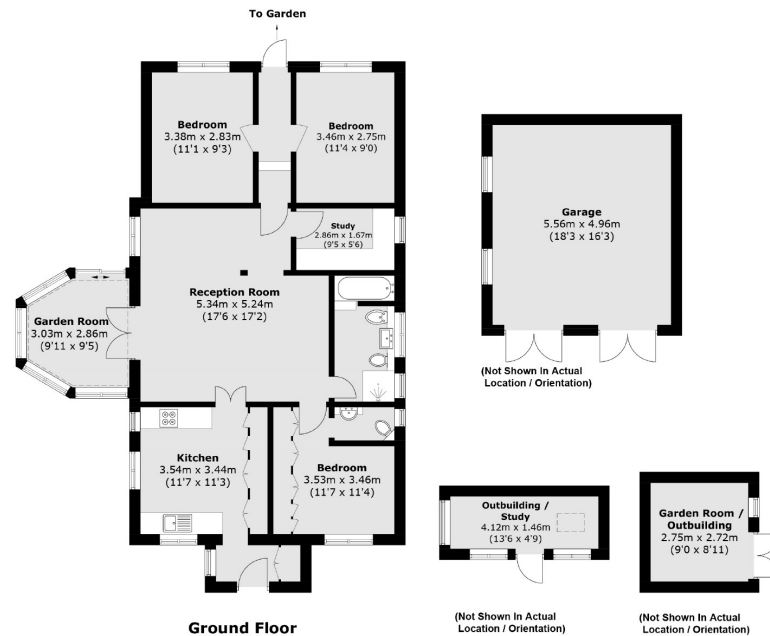 To Garden
Bedroom
3.38m x 2.83m
(11'1 x 9'3)
Bedroom
3.46m x 2.75m
(11'4 x 9'0)
Study
2.86m x 1.67m
(9'5 x 5'6)
Reception Room
5.34m x 5.24m
(17'6 x 17'2)
Garden Room
3.03m x 2.86m
(9'11 x 9'5)
Kitchen
3.54m x 3.44m
(11'7 x 11'3)
Bedroom
3.53m x 3.46m
(11'7 x 11'4)
Ground Floor
Garage
5.56m x 4.96m
(18'3 x 16'3)
(Not Shown In Actual
Location / Orientation)
Outbuilding /
Study
4.12m x 1.46m
(13'6 x 4'9)
(Not Shown In Actual
Location / Orientation)
Garden Room /
Outbuilding
2.75m x 2.72m
(9'0 x 8'11)
(Not Shown In Actual
Location / Orientation)